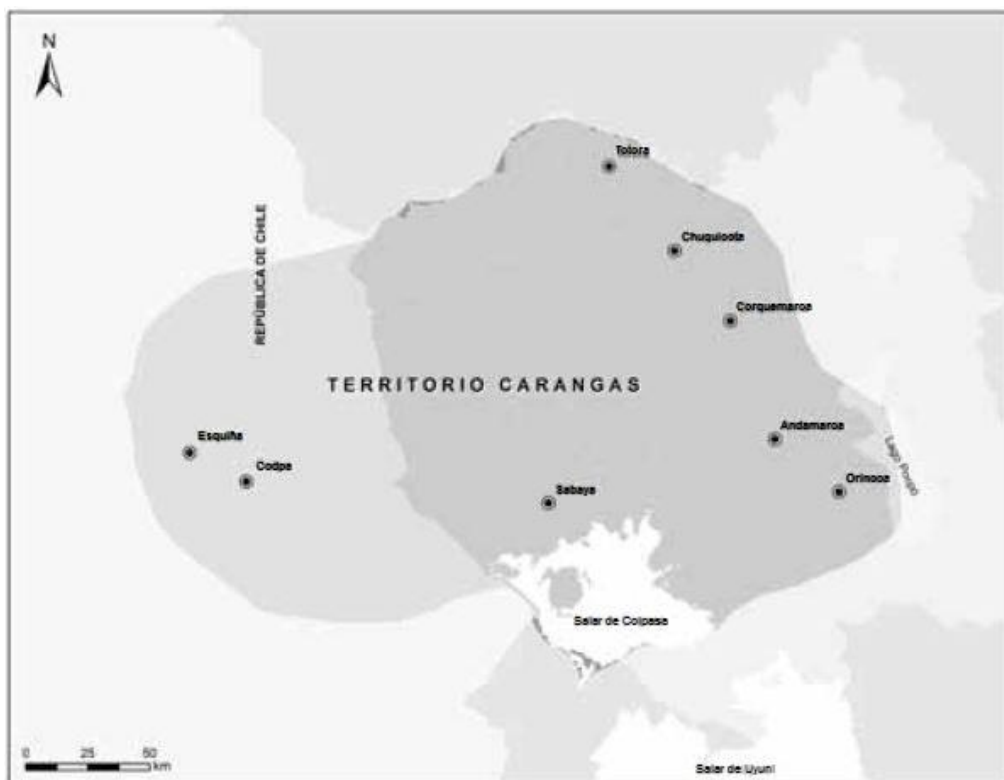 N
Totora
Chuquicota
REPÚBLICA DE CHILE
Corquemarca
TERRITORIO CARANGAS
Esquiña
Andamarca
Codpa
Lago Poopó
Orinoca
Sabaya
Salar de Coipasa
0 25 50
km
Salar de Uyuni